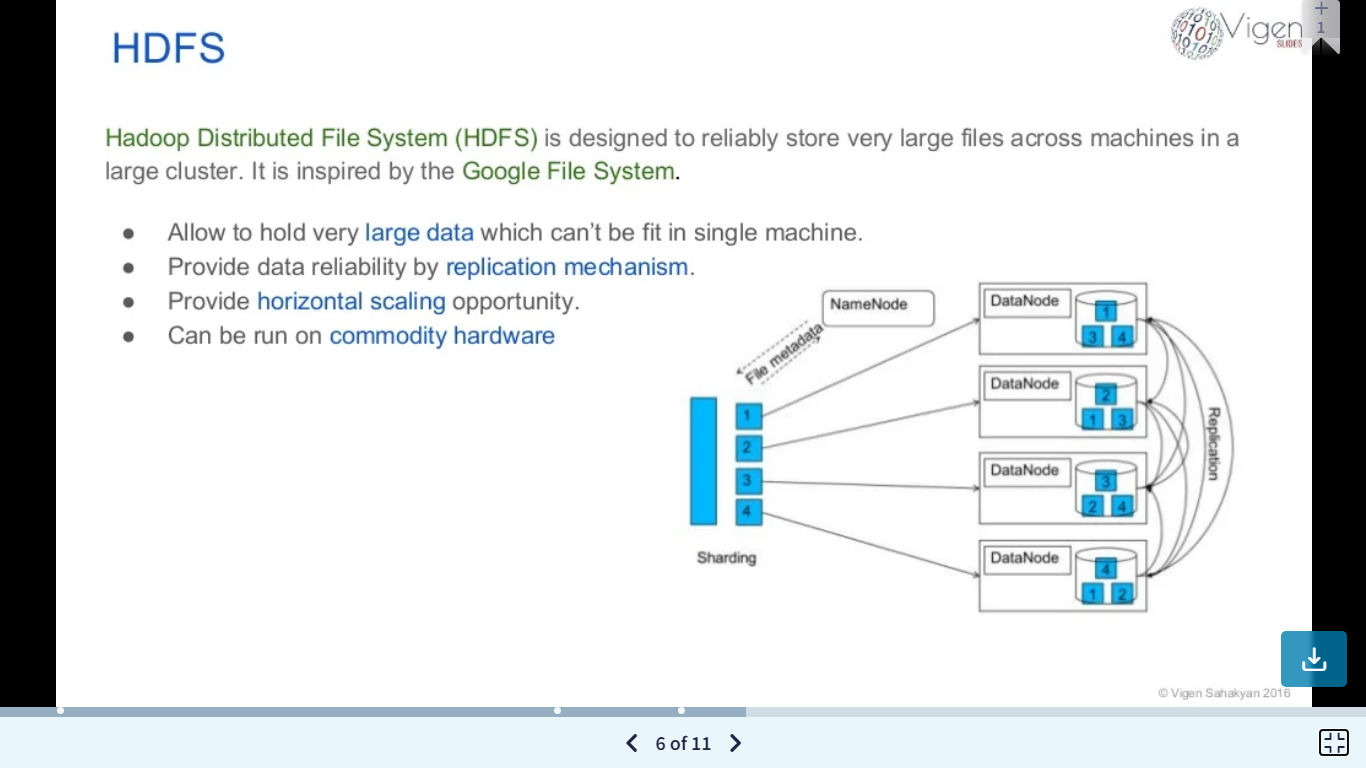 HDFS
Vigen
SLIDES
+
1
Hadoop Distributed File System (HDFS) is designed to reliably store very large files across machines in a
large cluster. It is inspired by the Google File System.
● Allow to hold very large data which can’t be fit in single machine.
● Provide data reliability by replication mechanism.
● Provide horizontal scaling opportunity.
● Can be run on commodity hardware
NameNode
File metadata
1
2
3
4
Sharding
DataNode
1
3 4
DataNode
2
1 3
DataNode
3
2 4
DataNode
4
1 2
Replication
© Vigen Sahakyan 2016
6 of 11